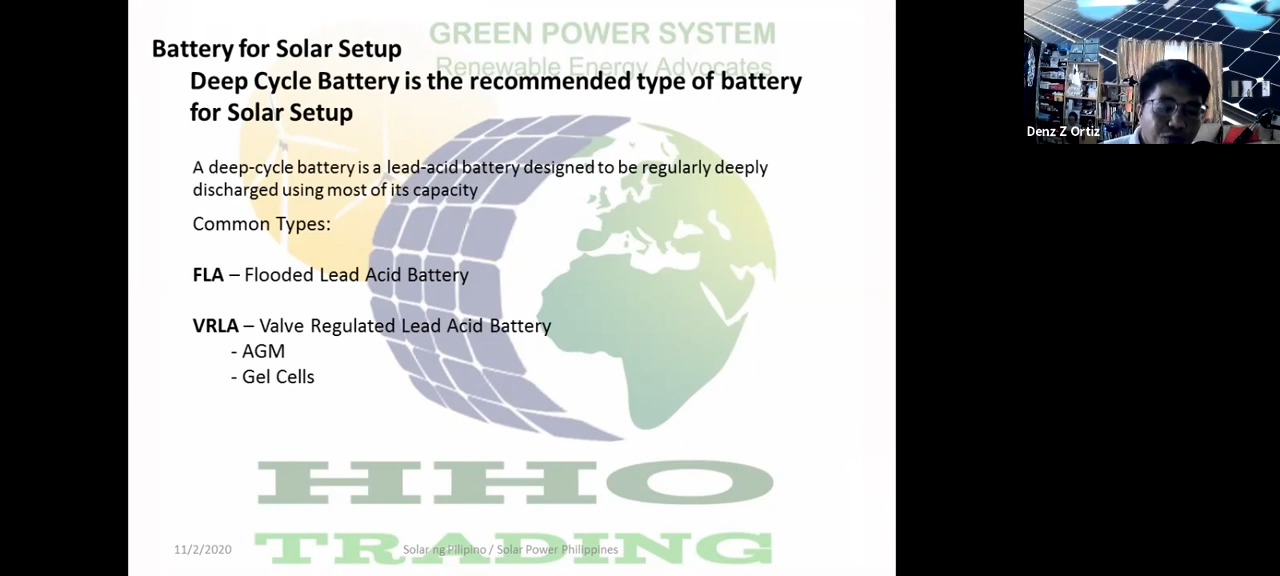 GREEN POWER SYSTEM
Renewable Energy Advocates
Battery for Solar Setup
Deep Cycle Battery is the recommended type of battery
for Solar Setup
A deep-cycle battery is a lead-acid battery designed to be regularly deeply
discharged using most of its capacity
Common Types:
FLA – Flooded Lead Acid Battery
VRLA – Valve Regulated Lead Acid Battery
- AGM
- Gel Cells
HHO
TRADING
11/2/2020
Solar ng Pilipino / Solar Power Philippines
Denz Z Ortiz